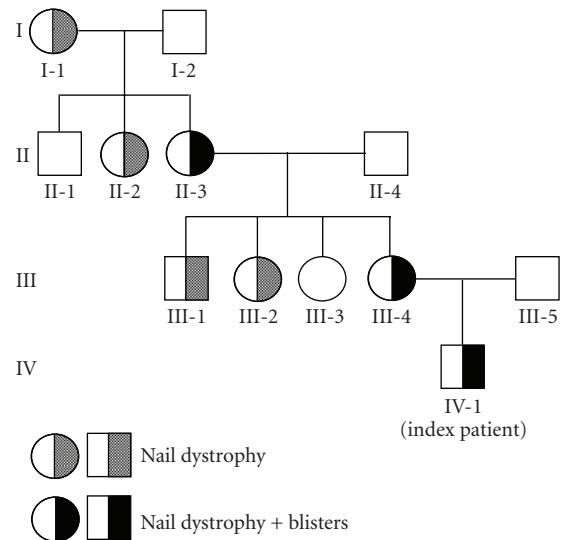 I
I-1 I-2
II
II-1 II-2 II-3 II-4
III
III-1 III-2 III-3 III-4 III-5
IV
IV-1
(index patient)
Nail dystrophy
Nail dystrophy + blisters